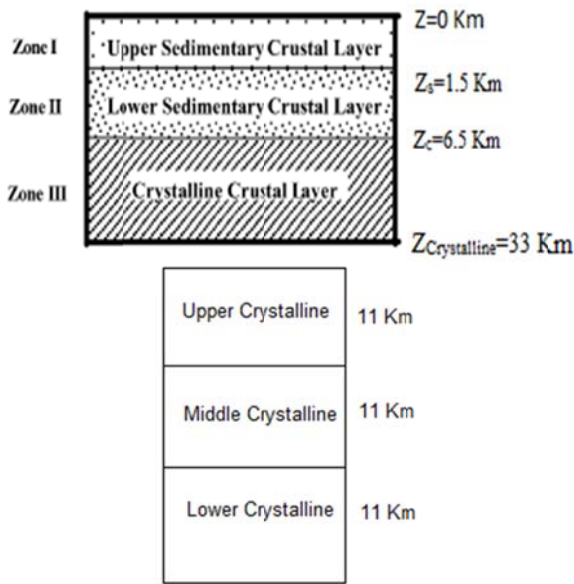 Z=0 Km
Zone I Upper Sedimentary Crustal Layer
Zs=1.5 Km
Zone II Lower Sedimentary Crustal Layer
Zc=6.5 Km
Zone III Crystalline Crustal Layer
ZCrystalline=33 Km
Upper Crystalline 11 Km
Middle Crystalline 11 Km
Lower Crystalline 11 Km